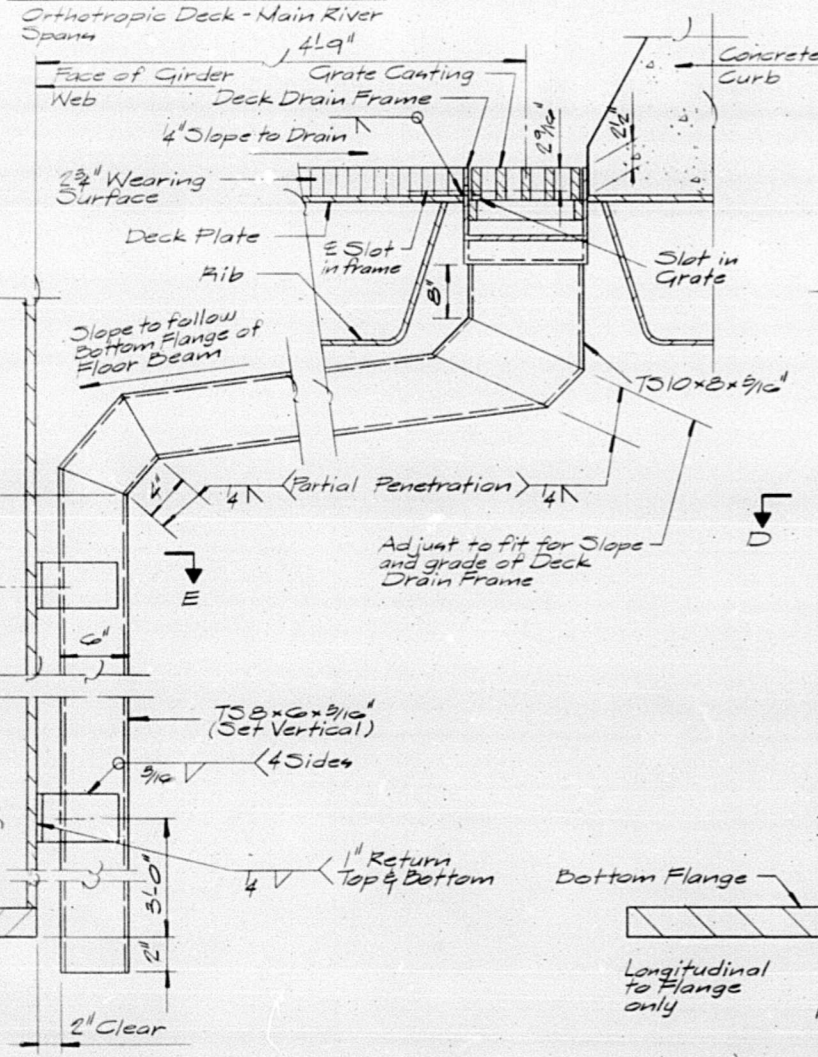 Orthotropic Deck - Main River
Spans
4'-9"
Face of Girder
Web
Grate Casting
Deck Drain Frame
Concrete
Curb
1/4" Slope to Drain
2 9/16"
2 1/2"
2 3/4" Wearing
Surface
Deck Plate
℄ Slot
in frame
Slot in
Grate
Rib
8"
Slope to follow
Bottom Flange of
Floor Beam
TS10×8×5/16"
1/4
Partial Penetration
1/4
Adjust to fit for Slope
and grade of Deck
Drain Frame
D
E
6"
TS8×6×5/16"
(Set Vertical)
3/16
4 Sides
1" Return
Top & Bottom
1/4
3'-0"
2"
Bottom Flange
Longitudinal
to Flange
only
2" Clear